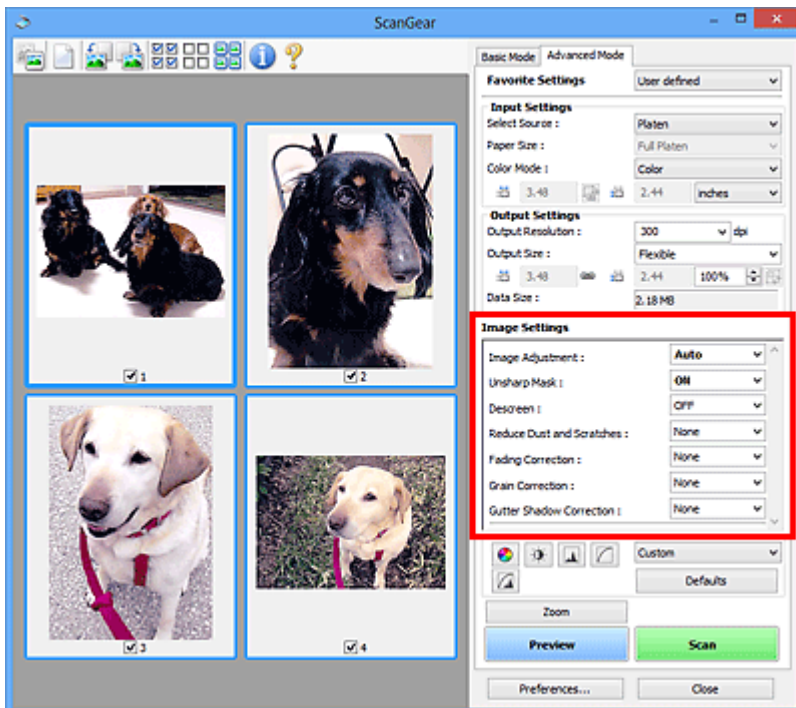 ScanGear
Basic Mode Advanced Mode
Favorite Settings User defined
Input Settings
Select Source : Platen
Paper Size : Full Platen
Color Mode : Color
3.48 2.44 inches
Output Settings
Output Resolution : 300 dpi
Output Size : Flexible
3.48 2.44 100%
Data Size : 2.18 MB
Image Settings
Image Adjustment : Auto
Unsharp Mask : ON
Descreen : OFF
Reduce Dust and Scratches : None
Fading Correction : None
Grain Correction : None
Gutter Shadow Correction : None
Custom
Defaults
Zoom
Preview Scan
Preferences... Close
1
2
3
4